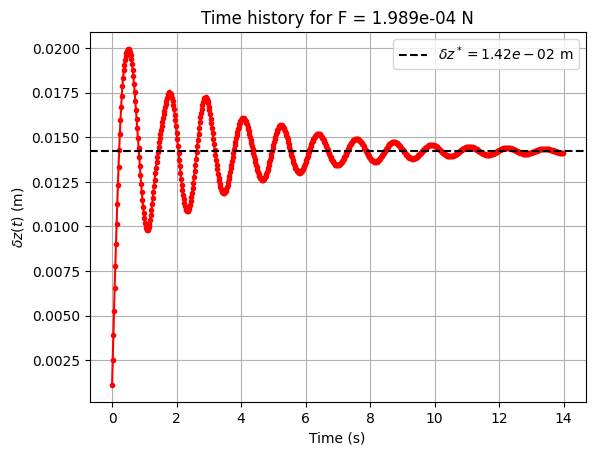 Time history for F = 1.989e-04 N
δz* = 1.42e − 02 m
0.0200
0.0175
0.0150
0.0125
0.0100
0.0075
0.0050
0.0025
δz(t) (m)
0 2 4 6 8 10 12 14
Time (s)